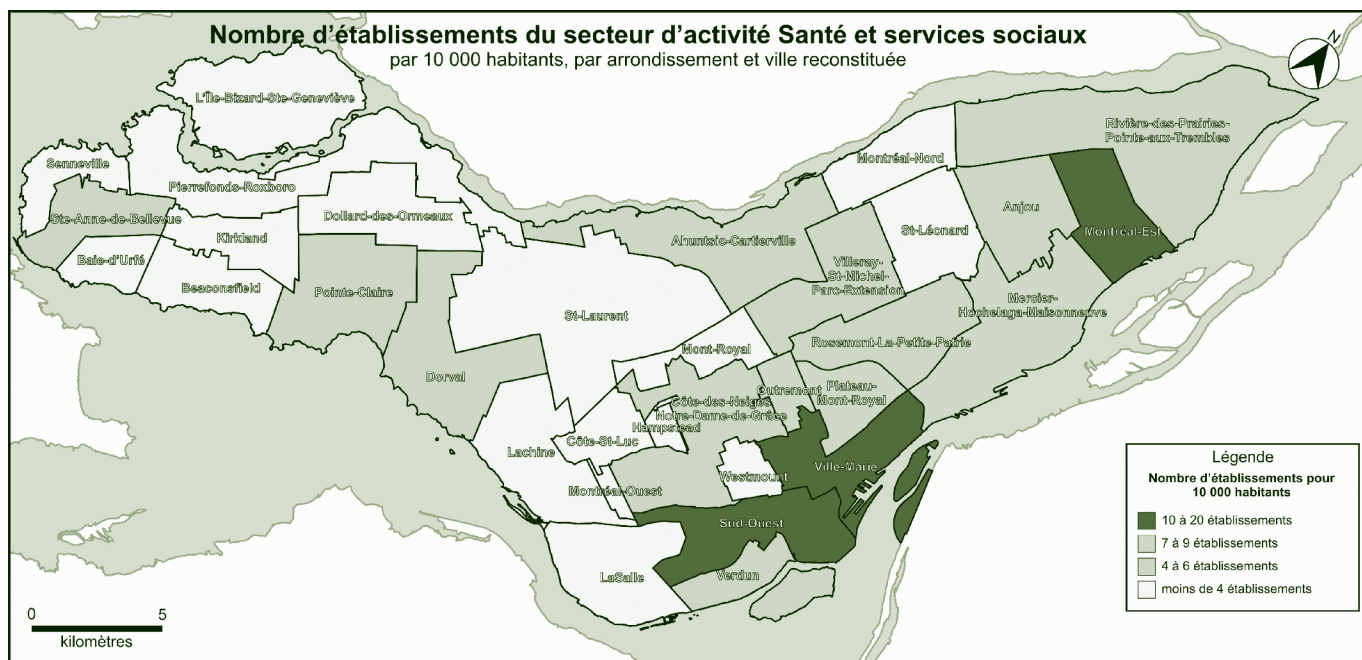 Nombre d'établissements du secteur d'activité Santé et services sociaux
par 10 000 habitants, par arrondissement et ville reconstituée
N
L'Île-Bizard-Ste-Geneviève
Rivière-des-Prairies-
Pointe-aux-Trembles
Senneville
Montréal-Nord
Pierrefonds-Roxboro
Ste-Anne-de-Bellevue
Dollard-des-Ormeaux
Anjou
Kirkland
Ahuntsic-Cartierville
St-Léonard
Montréal-Est
Baie-d'Urfé
Villeray-
St-Michel-
Parc-Extension
Beaconsfield
Pointe-Claire
Mercier-
Hochelaga-Maisonneuve
St-Laurent
Rosemont-La-Petite-Patrie
Mont-Royal
Dorval
Outremont
Plateau-
Mont-Royal
Côte-des-Neiges
Notre-Dame-de-Grâce
Hampstead
Côte-St-Luc
Lachine
Ville-Marie
Westmount
Montréal-Ouest
Sud-Ouest
LaSalle
Verdun
Légende
Nombre d'établissements pour
10 000 habitants
10 à 20 établissements
7 à 9 établissements
4 à 6 établissements
moins de 4 établissements
0 5
kilomètres